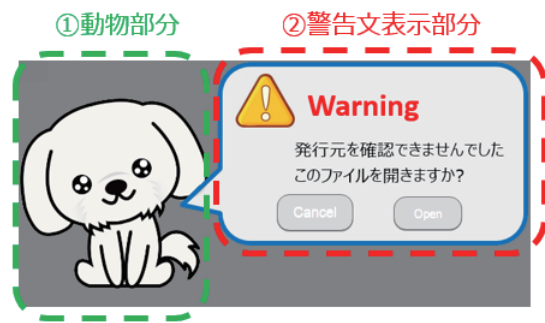 ①動物部分
②警告文表示部分
Warning
発行元を確認できませんでした
このファイルを開きますか?
Cancel
Open